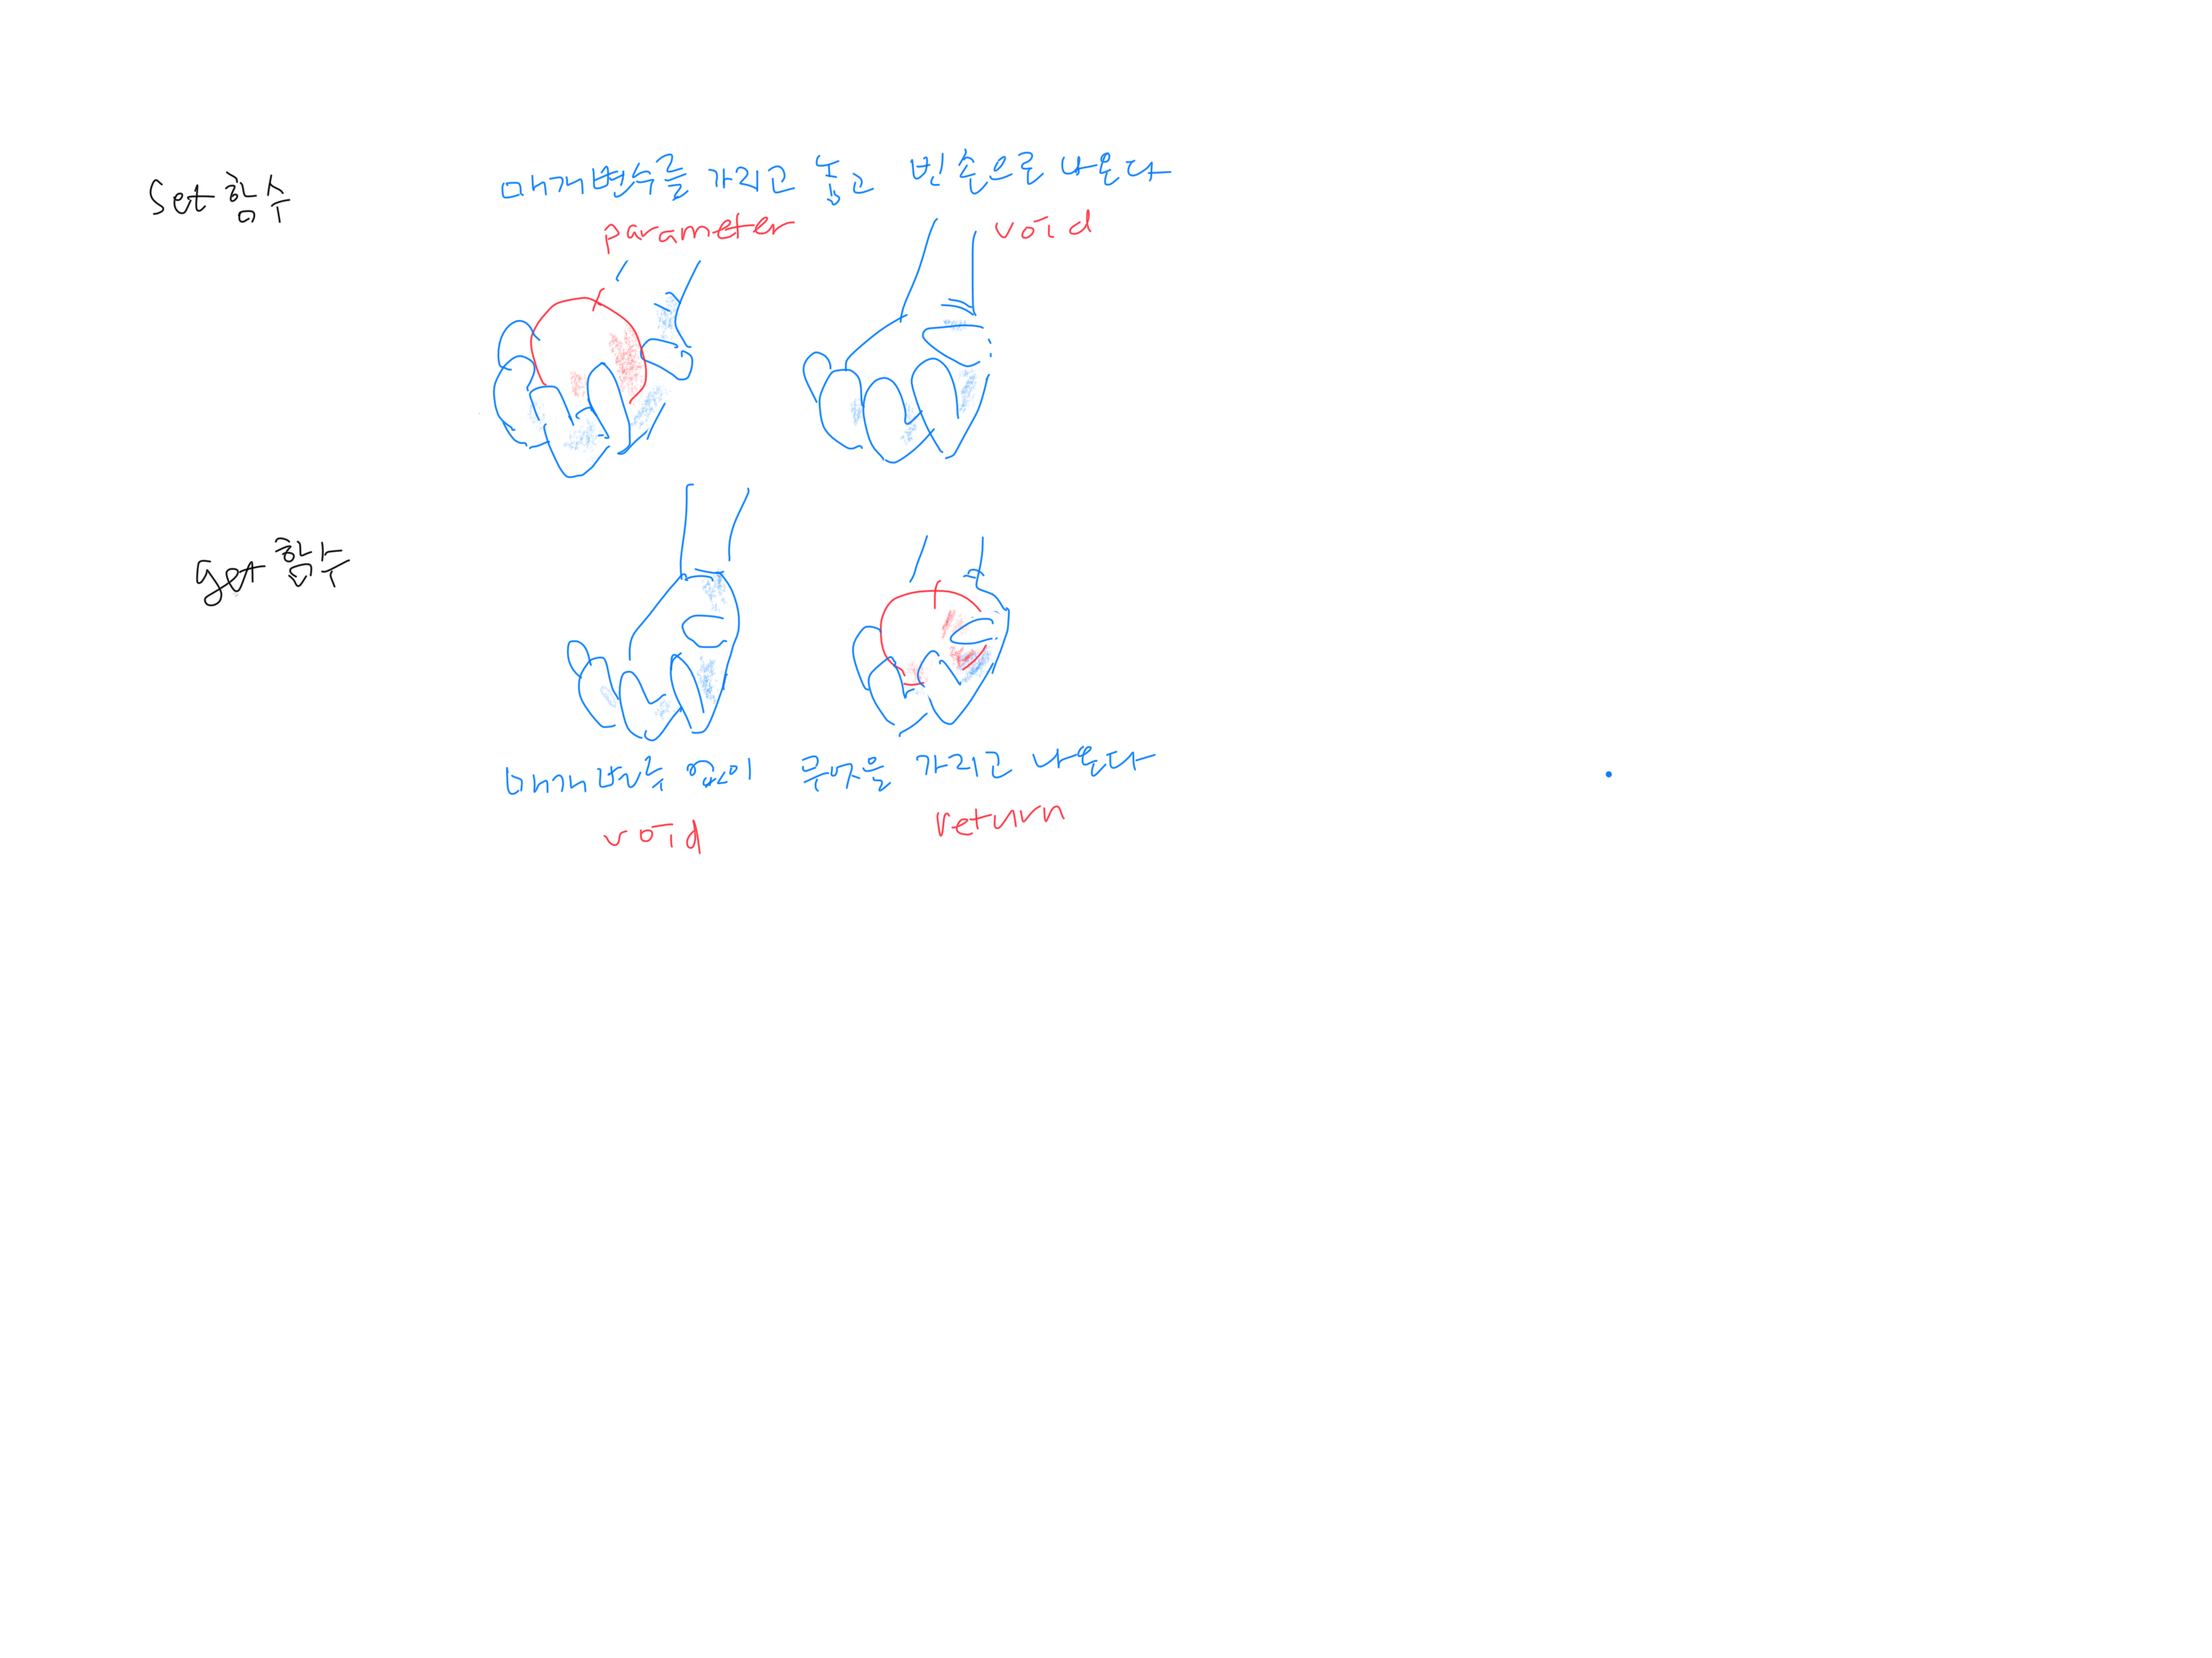 set 함수
매개변수를 가리고 놓고 빈손으로 나온다
parameter
void
get 함수
매개변수 없이 무엇을 가리고 나온다
void
return